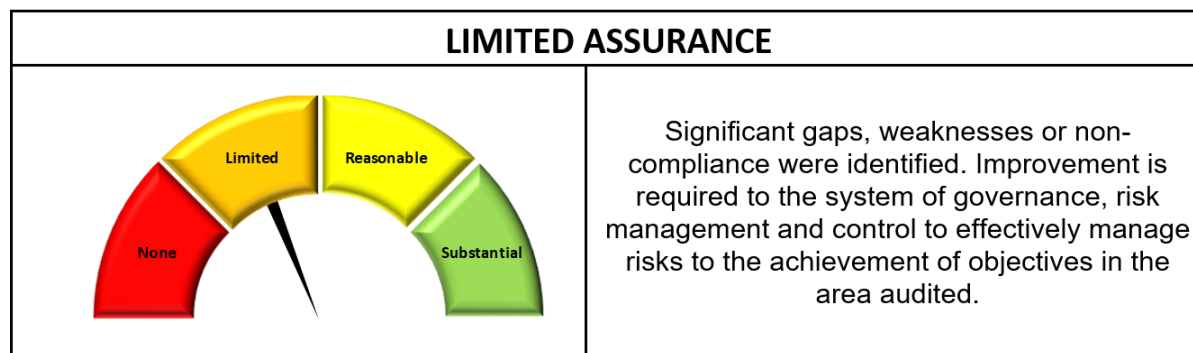 LIMITED ASSURANCE
Limited
Reasonable
None
Substantial
Significant gaps, weaknesses or non-
compliance were identified. Improvement is
required to the system of governance, risk
management and control to effectively manage
risks to the achievement of objectives in the
area audited.